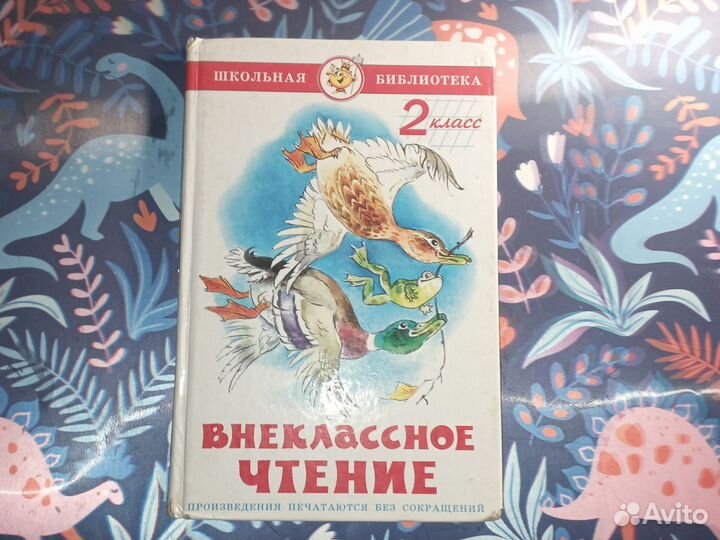 ШКОЛЬНАЯ БИБЛИОТЕКА
2 класс
ВНЕКЛАССНОЕ
ЧТЕНИЕ
ПРОИЗВЕДЕНИЯ ПЕЧАТАЮТСЯ БЕЗ СОКРАЩЕНИЙ
Avito